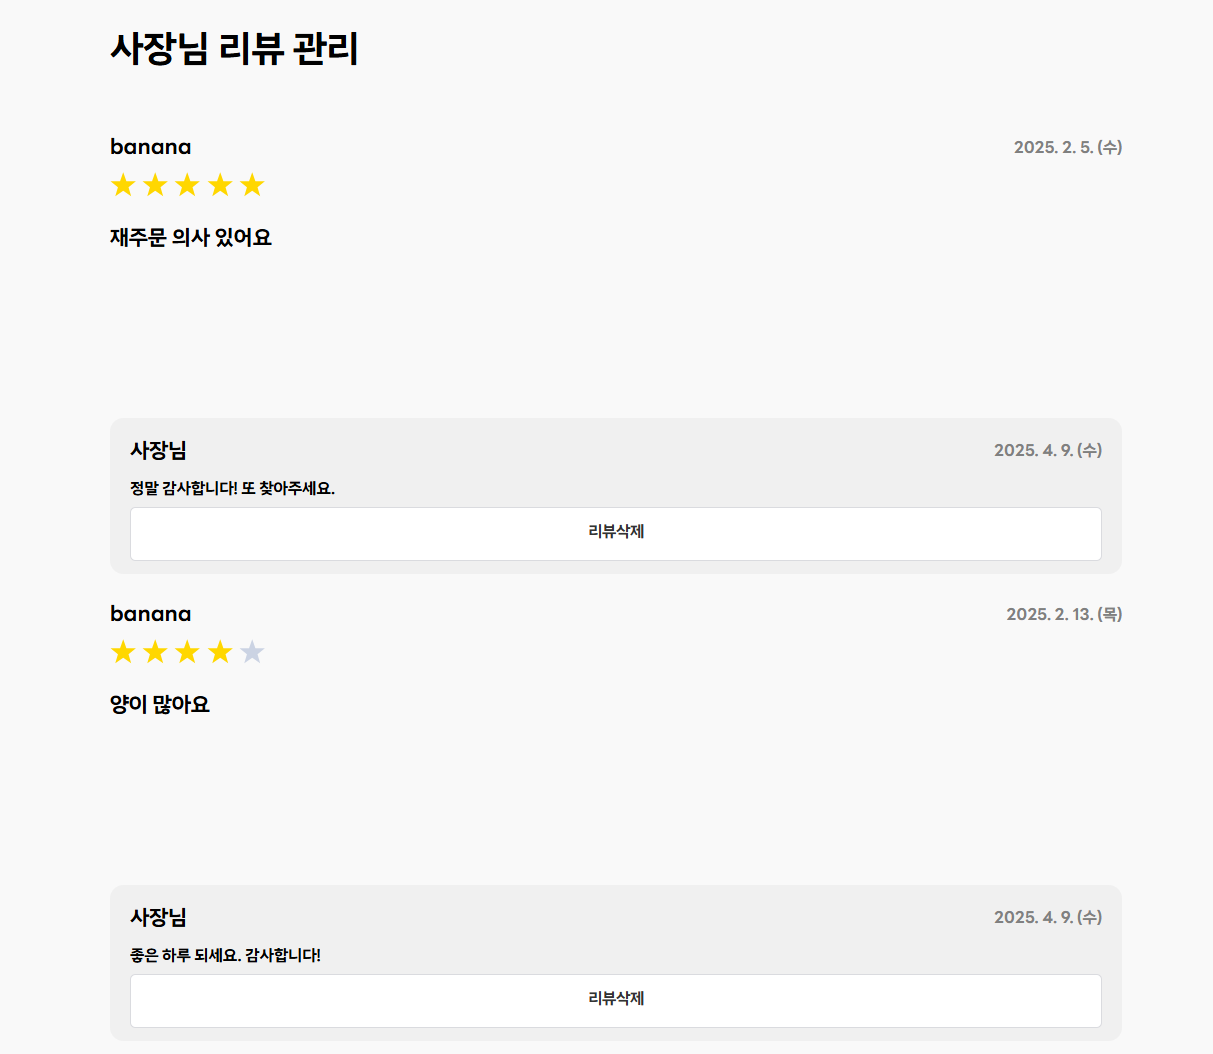 사장님 리뷰 관리
banana 2025. 2. 5. (수)
재주문 의사 있어요
사장님 2025. 4. 9. (수)
정말 감사합니다! 또 찾아주세요.
리뷰삭제
banana 2025. 2. 13. (목)
양이 많아요
사장님 2025. 4. 9. (수)
좋은 하루 되세요. 감사합니다!
리뷰삭제